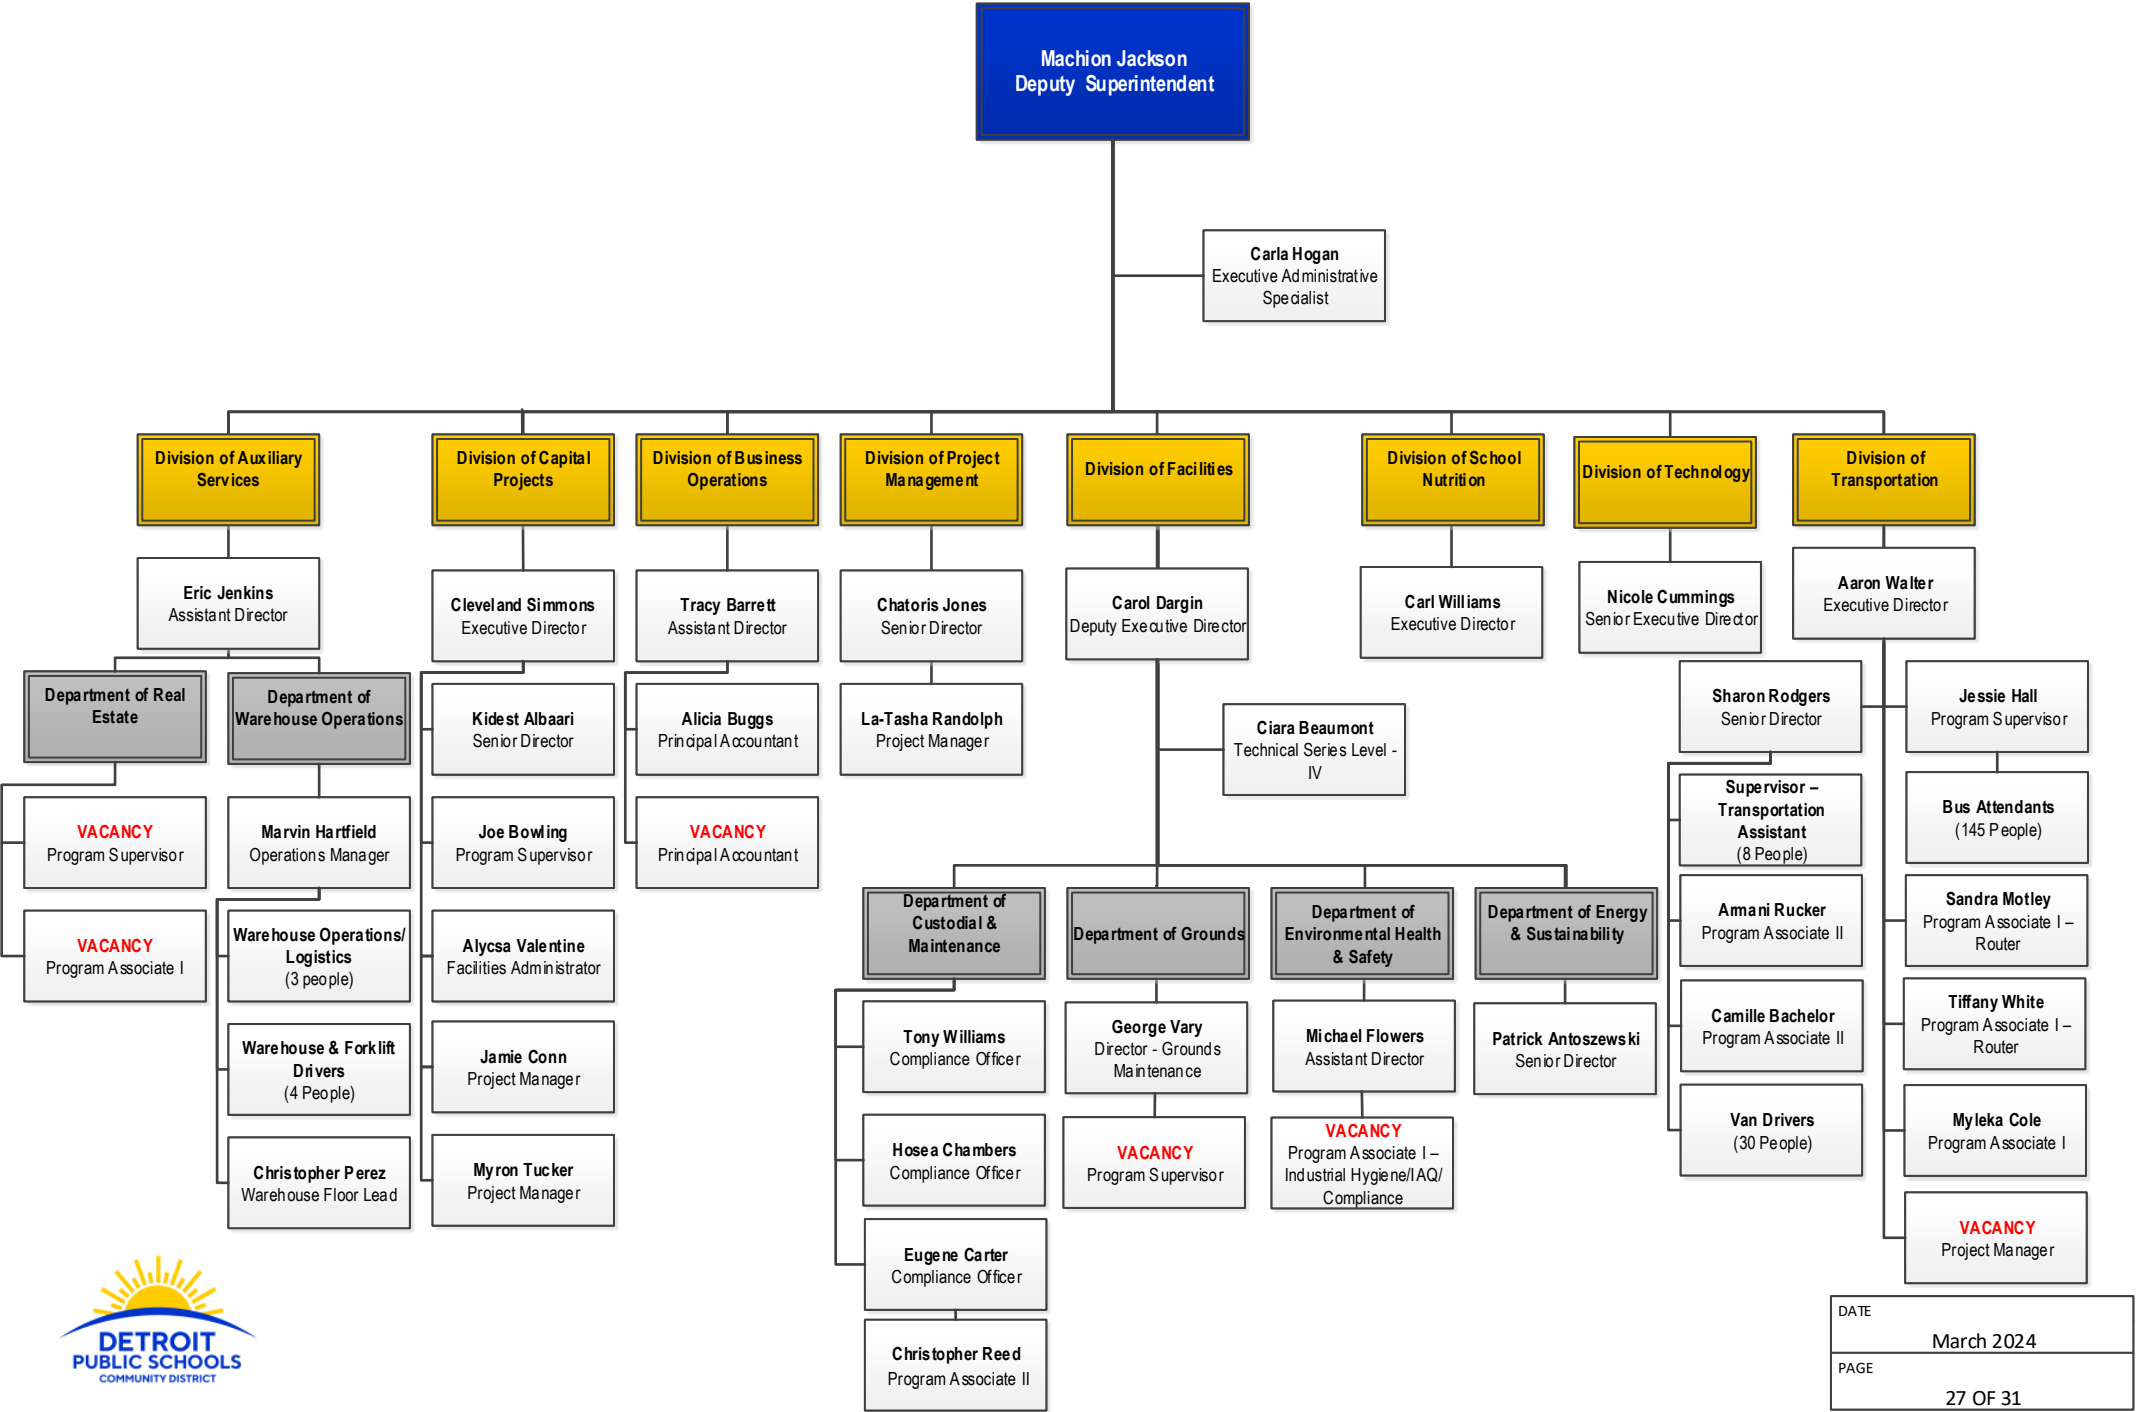 Machion Jackson
Deputy Superintendent
Carla Hogan
Executive Administrative
Specialist
Division of Auxiliary
Services
Division of Capital
Projects
Division of Business
Operations
Division of Project
Management
Division of Facilities
Division of School
Nutrition
Division of Technology
Division of
Transportation
Eric Jenkins
Assistant Director
Cleveland Simmons
Executive Director
Tracy Barrett
Assistant Director
Chatoris Jones
Senior Director
Carol Dargin
Deputy Executive Director
Carl Williams
Executive Director
Nicole Cummings
Senior Executive Director
Aaron Walter
Executive Director
Department of Real
Estate
Department of
Warehouse Operations
Kidest Albaari
Senior Director
Alicia Buggs
Principal Accountant
La-Tasha Randolph
Project Manager
Ciara Beaumont
Technical Series Level -
IV
Sharon Rodgers
Senior Director
Jessie Hall
Program Supervisor
VACANCY
Program Supervisor
Marvin Hartfield
Operations Manager
Joe Bowling
Program Supervisor
VACANCY
Principal Accountant
Supervisor –
Transportation
Assistant
(8 People)
Bus Attendants
(145 People)
VACANCY
Program Associate I
Warehouse Operations/
Logistics
(3 people)
Alycsa Valentine
Facilities Administrator
Department of
Custodial &
Maintenance
Department of Grounds
Department of
Environmental Health
& Safety
Department of Energy
& Sustainability
Armani Rucker
Program Associate II
Sandra Motley
Program Associate I –
Router
Warehouse & Forklift
Drivers
(4 People)
Jamie Conn
Project Manager
Tony Williams
Compliance Officer
George Vary
Director - Grounds
Maintenance
Michael Flowers
Assistant Director
Patrick Antoszewski
Senior Director
Camille Bachelor
Program Associate II
Tiffany White
Program Associate I –
Router
Christopher Perez
Warehouse Floor Lead
Myron Tucker
Project Manager
Hosea Chambers
Compliance Officer
VACANCY
Program Supervisor
VACANCY
Program Associate I –
Industrial Hygiene/IAQ/
Compliance
Van Drivers
(30 People)
Myleka Cole
Program Associate I
Eugene Carter
Compliance Officer
VACANCY
Project Manager
Christopher Reed
Program Associate II
DETROIT
PUBLIC SCHOOLS
COMMUNITY DISTRICT
DATE
March 2024
PAGE
27 OF 31